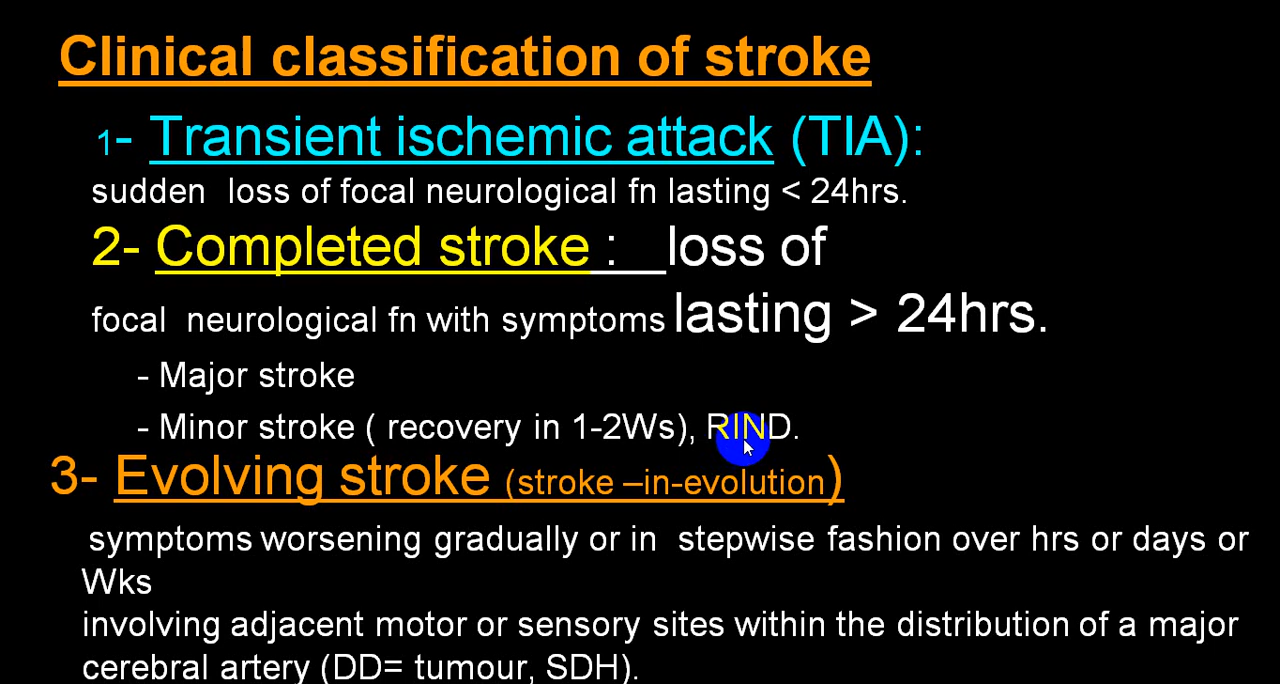 Clinical classification of stroke
1- Transient ischemic attack (TIA):
sudden loss of focal neurological fn lasting < 24hrs.
2- Completed stroke : loss of
focal neurological fn with symptoms lasting > 24hrs.
- Major stroke
- Minor stroke ( recovery in 1-2Ws), RIND.
3- Evolving stroke (stroke –in-evolution)
symptoms worsening gradually or in stepwise fashion over hrs or days or
Wks
involving adjacent motor or sensory sites within the distribution of a major
cerebral artery (DD= tumour, SDH).